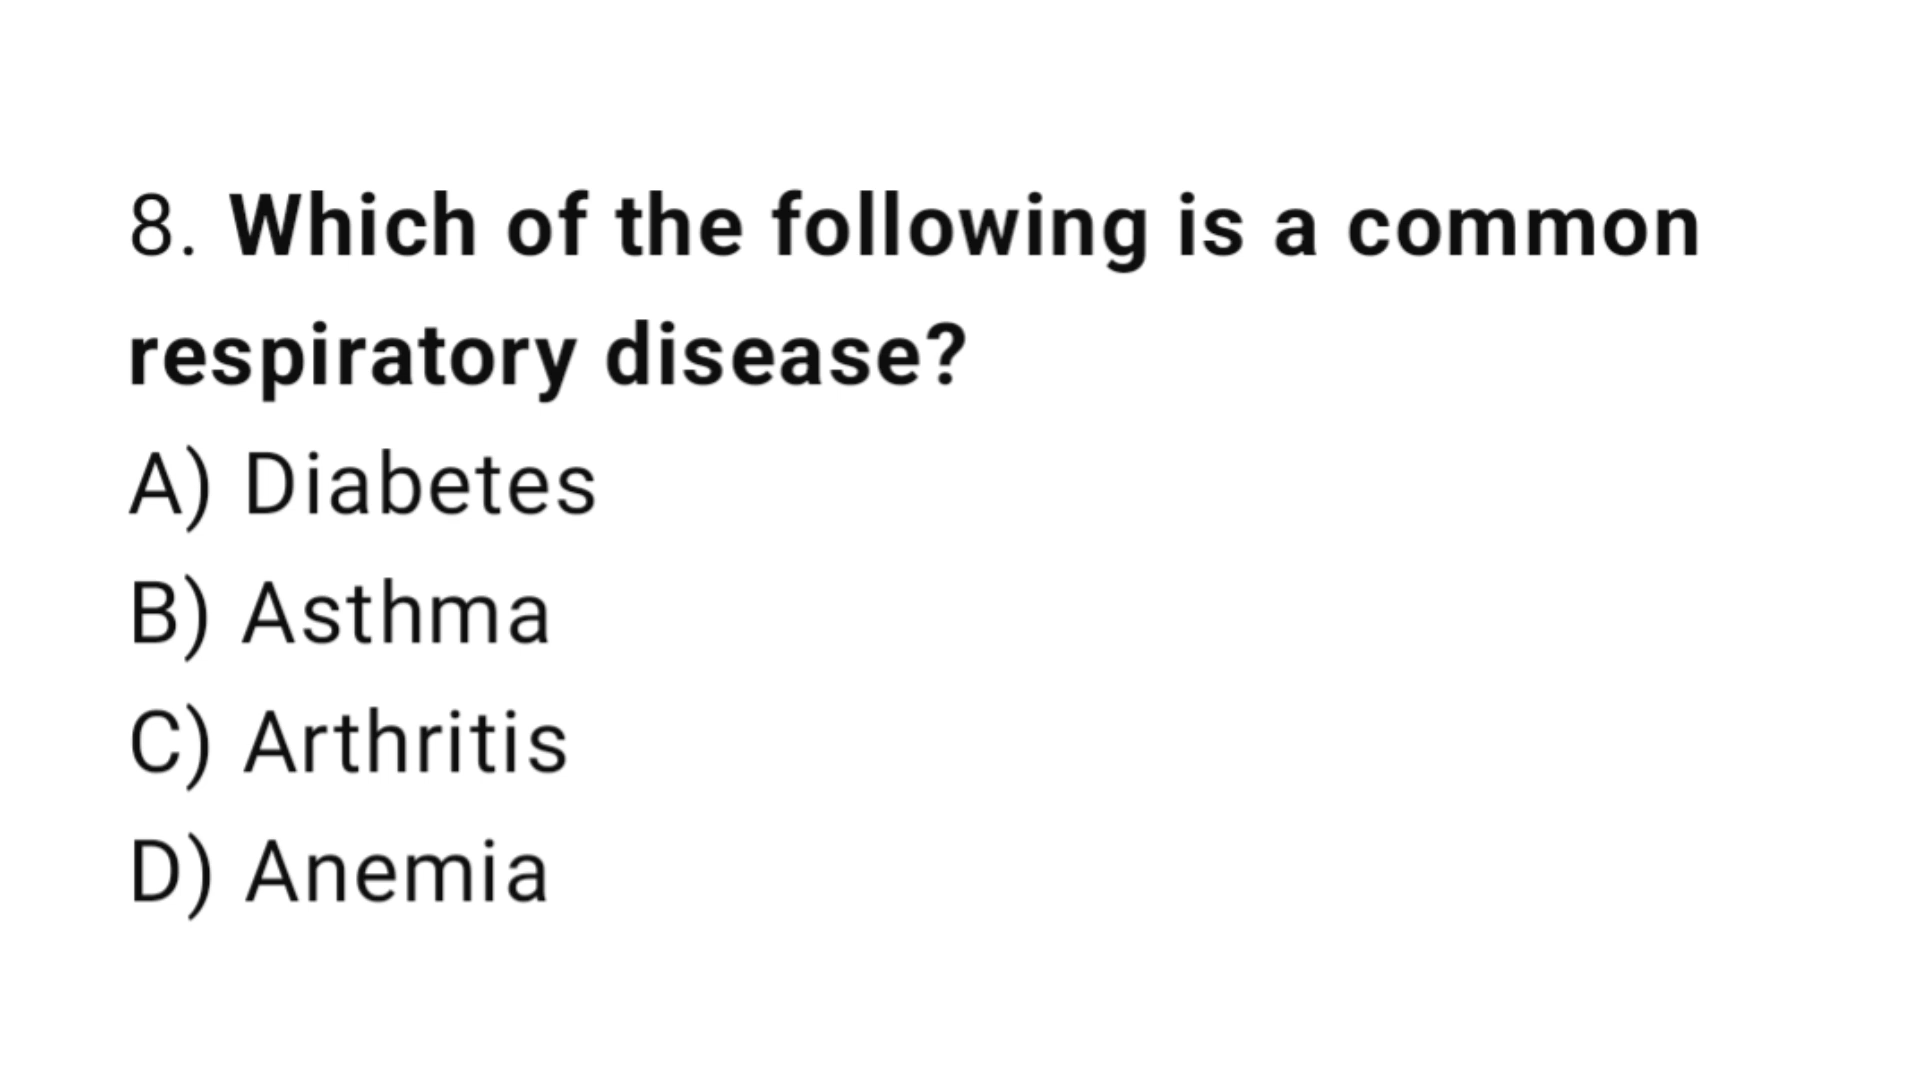 8. Which of the following is a common
respiratory disease?
A) Diabetes
B) Asthma
C) Arthritis
D) Anemia